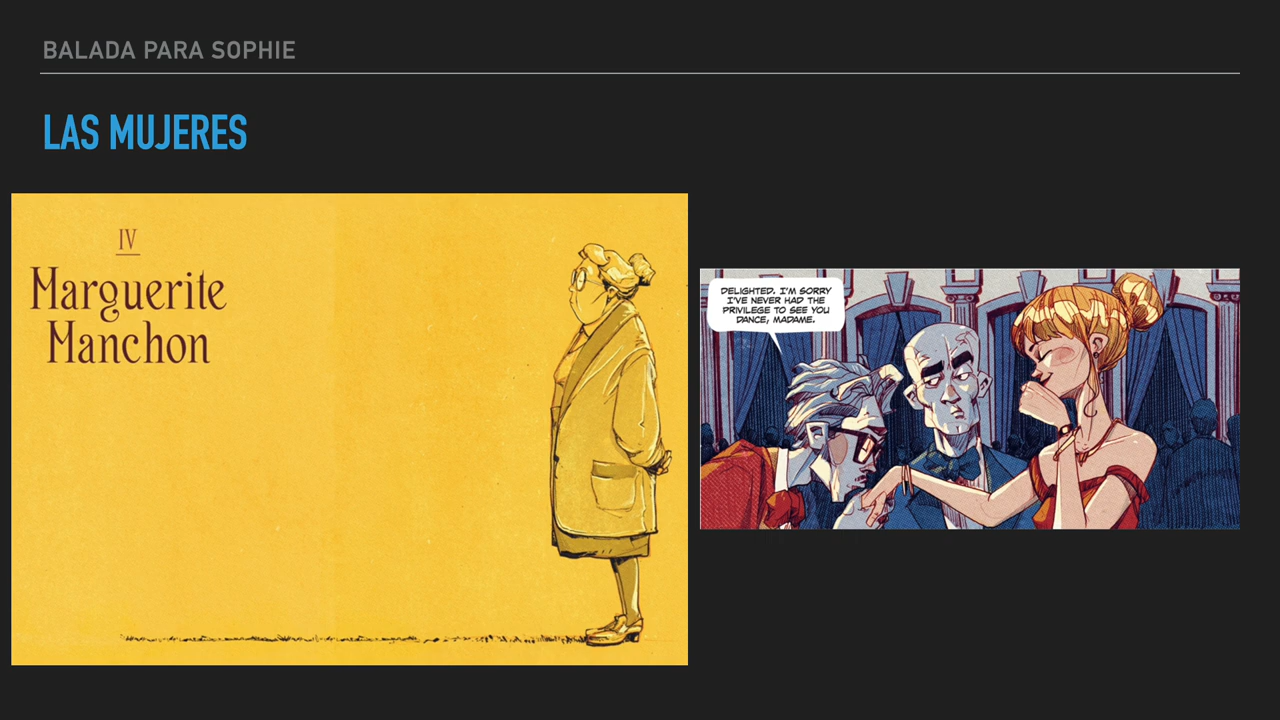 BALADA PARA SOPHIE
LAS MUJERES
IV
Marguerite
Manchon
DELIGHTED. I'M SORRY
I'VE NEVER HAD THE
PRIVILEGE TO SEE YOU
DANCE, MADAME.